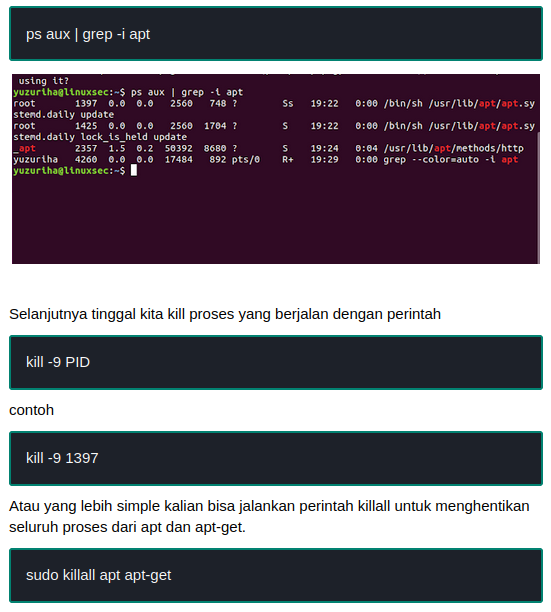 ps aux | grep -i apt
using it?
yuzuriha@linuxsec:~$ ps aux | grep -i apt
root 1397 0.0 0.0 2560 748 ? Ss 19:22 0:00 /bin/sh /usr/lib/apt/apt.sy
stemd.daily update
root 1425 0.0 0.0 2560 1704 ? S 19:22 0:00 /bin/sh /usr/lib/apt/apt.sy
stemd.daily lock_is_held update
_apt 2357 1.5 0.2 50392 8680 ? S 19:24 0:04 /usr/lib/apt/methods/http
yuzuriha 4260 0.0 0.0 17484 892 pts/0 R+ 19:29 0:00 grep --color=auto -i apt
yuzuriha@linuxsec:~$
Selanjutnya tinggal kita kill proses yang berjalan dengan perintah
kill -9 PID
contoh
kill -9 1397
Atau yang lebih simple kalian bisa jalankan perintah killall untuk menghentikan
seluruh proses dari apt dan apt-get.
sudo killall apt apt-get